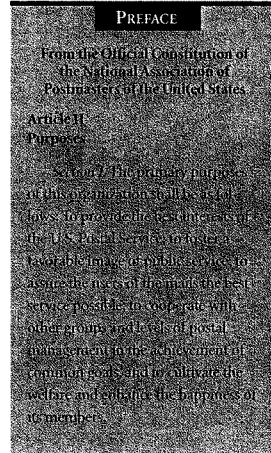 PREFACE
From the Official Constitution of
the National Association of
Postmasters of the United States
Article II
Purposes
Section 1. The primary purposes
of this organization shall be as fol-
lows: To provide the best interests of
the U.S. Postal Service, to foster a
favorable image of public service, to
assure the users of the mails the best
service possible, to cooperate with
other groups and levels of postal
management in the achievement of
common goals, and to cultivate the
welfare and enhance the happiness of
its members.